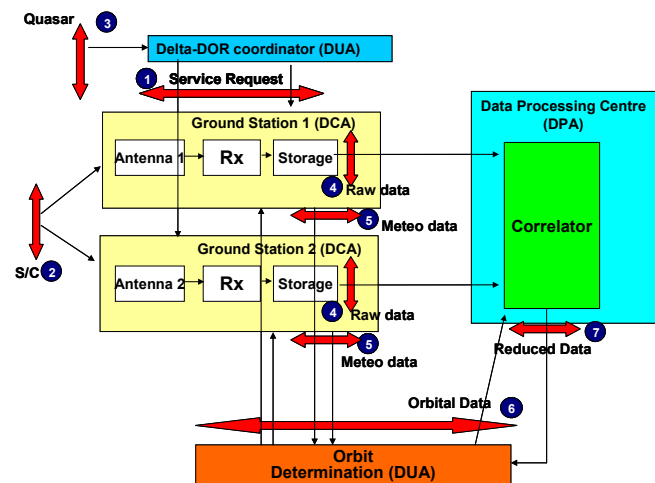 Quasar
3
Delta-DOR coordinator (DUA)
1
Service Request
Ground Station 1 (DCA)
Antenna 1
Rx
Storage
4
Raw data
5
Meteo data
Data Processing Centre
(DPA)
Correlator
S/C
2
Ground Station 2 (DCA)
Antenna 2
Rx
Storage
4
Raw data
5
Meteo data
7
Reduced Data
Orbital Data
6
Orbit
Determination (DUA)